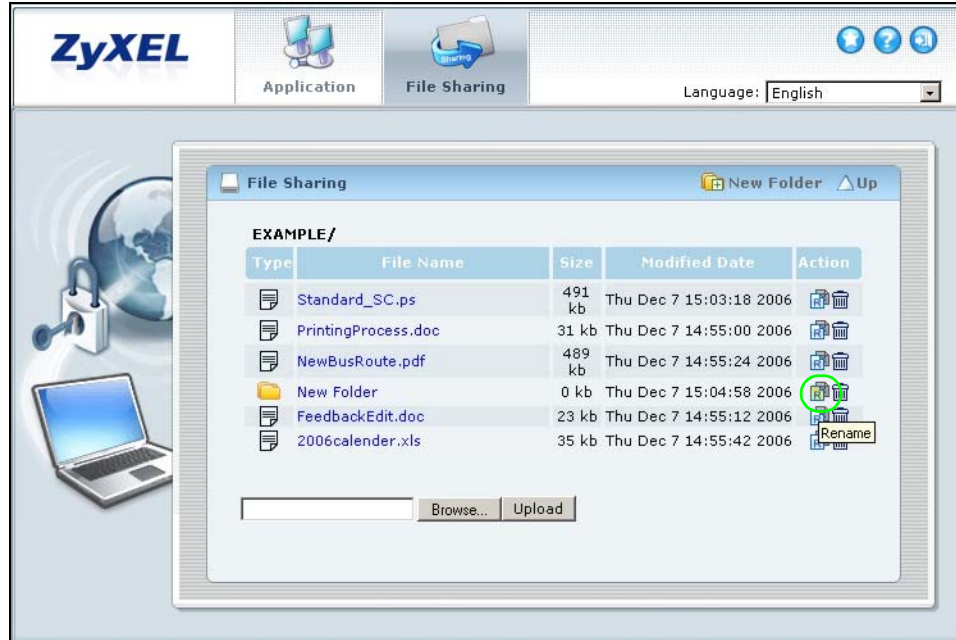 ZyXEL
Application
Sharing
File Sharing
Language: English
File Sharing
New Folder Up
EXAMPLE/
Type File Name Size Modified Date Action
Standard_SC.ps 491 kb Thu Dec 7 15:03:18 2006
PrintingProcess.doc 31 kb Thu Dec 7 14:55:00 2006
NewBusRoute.pdf 489 kb Thu Dec 7 14:55:24 2006
New Folder 0 kb Thu Dec 7 15:04:58 2006
FeedbackEdit.doc 23 kb Thu Dec 7 14:55:12 2006
Rename
2006calender.xls 35 kb Thu Dec 7 14:55:42 2006
Browse... Upload